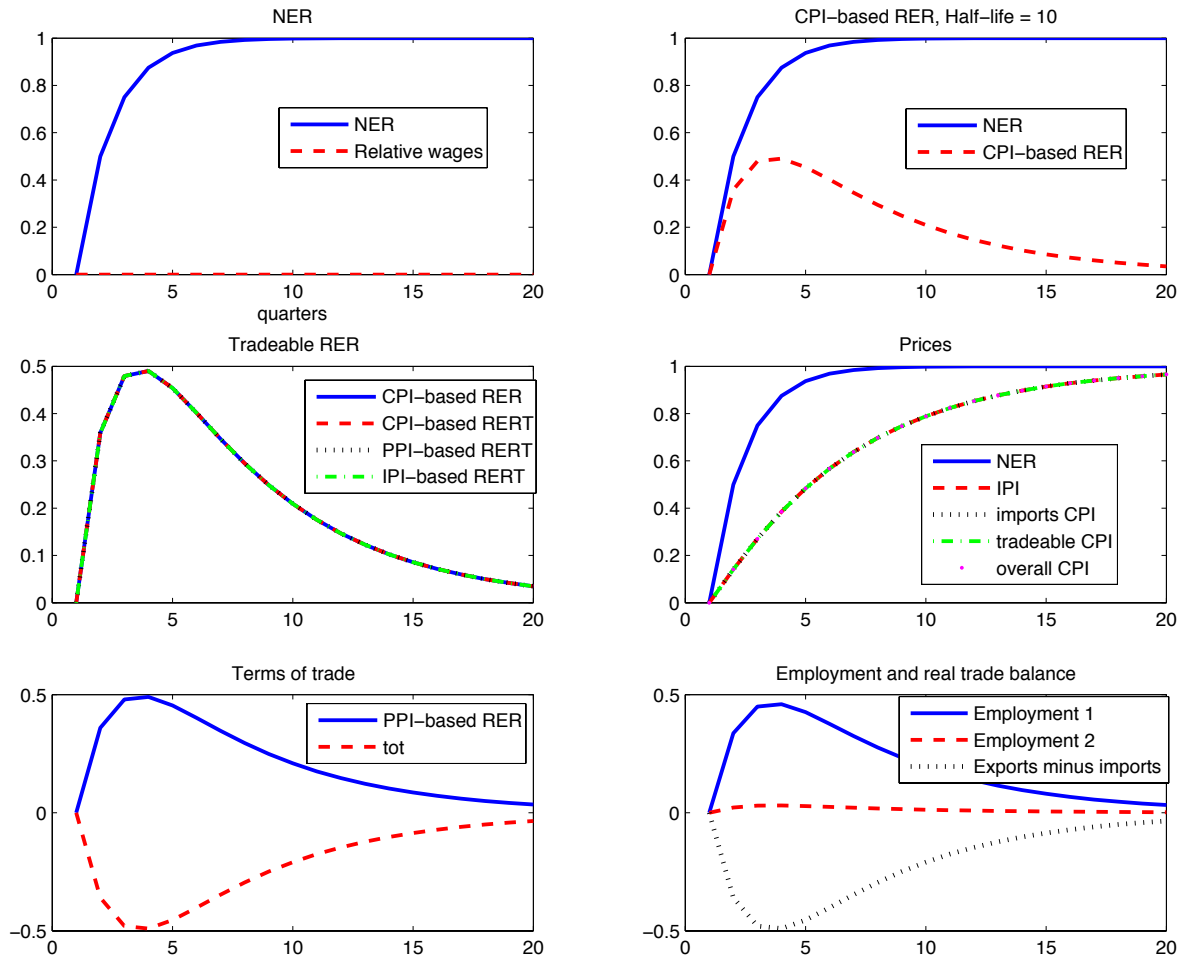 NER
1
0.8
0.6
0.4
0.2
0
NER
Relative wages
0 5 10 15 20
quarters
CPI−based RER, Half−life = 10
1
0.8
0.6
0.4
0.2
0
NER
CPI−based RER
0 5 10 15 20
Tradeable RER
0.5
0.4
0.3
0.2
0.1
0
CPI−based RER
CPI−based RERT
PPI−based RERT
IPI−based RERT
0 5 10 15 20
Prices
1
0.8
0.6
0.4
0.2
0
NER
IPI
imports CPI
tradeable CPI
overall CPI
0 5 10 15 20
Terms of trade
0.5
0
−0.5
PPI−based RER
tot
0 5 10 15 20
Employment and real trade balance
0.5
0
−0.5
Employment 1
Employment 2
Exports minus imports
0 5 10 15 20